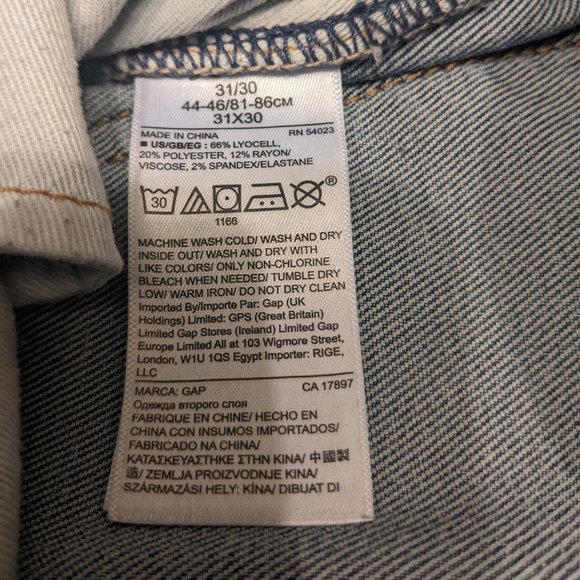 31/30
44-46/81-86CM
31X30
MADE IN CHINA RN 54023
■ US/GB/EG : 66% LYOCELL,
20% POLYESTER, 12% RAYON/
VISCOSE, 2% SPANDEX/ELASTANE
30 ®
1166
MACHINE WASH COLD/ WASH AND DRY
INSIDE OUT/ WASH AND DRY WITH
LIKE COLORS/ ONLY NON-CHLORINE
BLEACH WHEN NEEDED/ TUMBLE DRY
LOW/ WARM IRON/ DO NOT DRY CLEAN
Imported By/Importe Par: Gap (UK
Holdings) Limited: GPS (Great Britain)
Limited Gap Stores (Ireland) Limited Gap
Europe Limited All at 103 Wigmore Street,
London, W1U 1QS Egypt Importer: RIGE,
LLC
MARCA: GAP CA 17897
Одежда второго слоя
FABRIQUE EN CHINE/ HECHO EN
CHINA CON INSUMOS IMPORTADOS/
FABRICADO NA CHINA/
ΚΑΤΑΣΚΕΥΑΣΤΗΚΕ ΣΤΗΝ ΚΙΝΑ/ 中國製
造/ ZEMLJA PROIZVODNJE KINA/
SZÁRMAZÁSI HELY: KÍNA/ DIBUAT DI